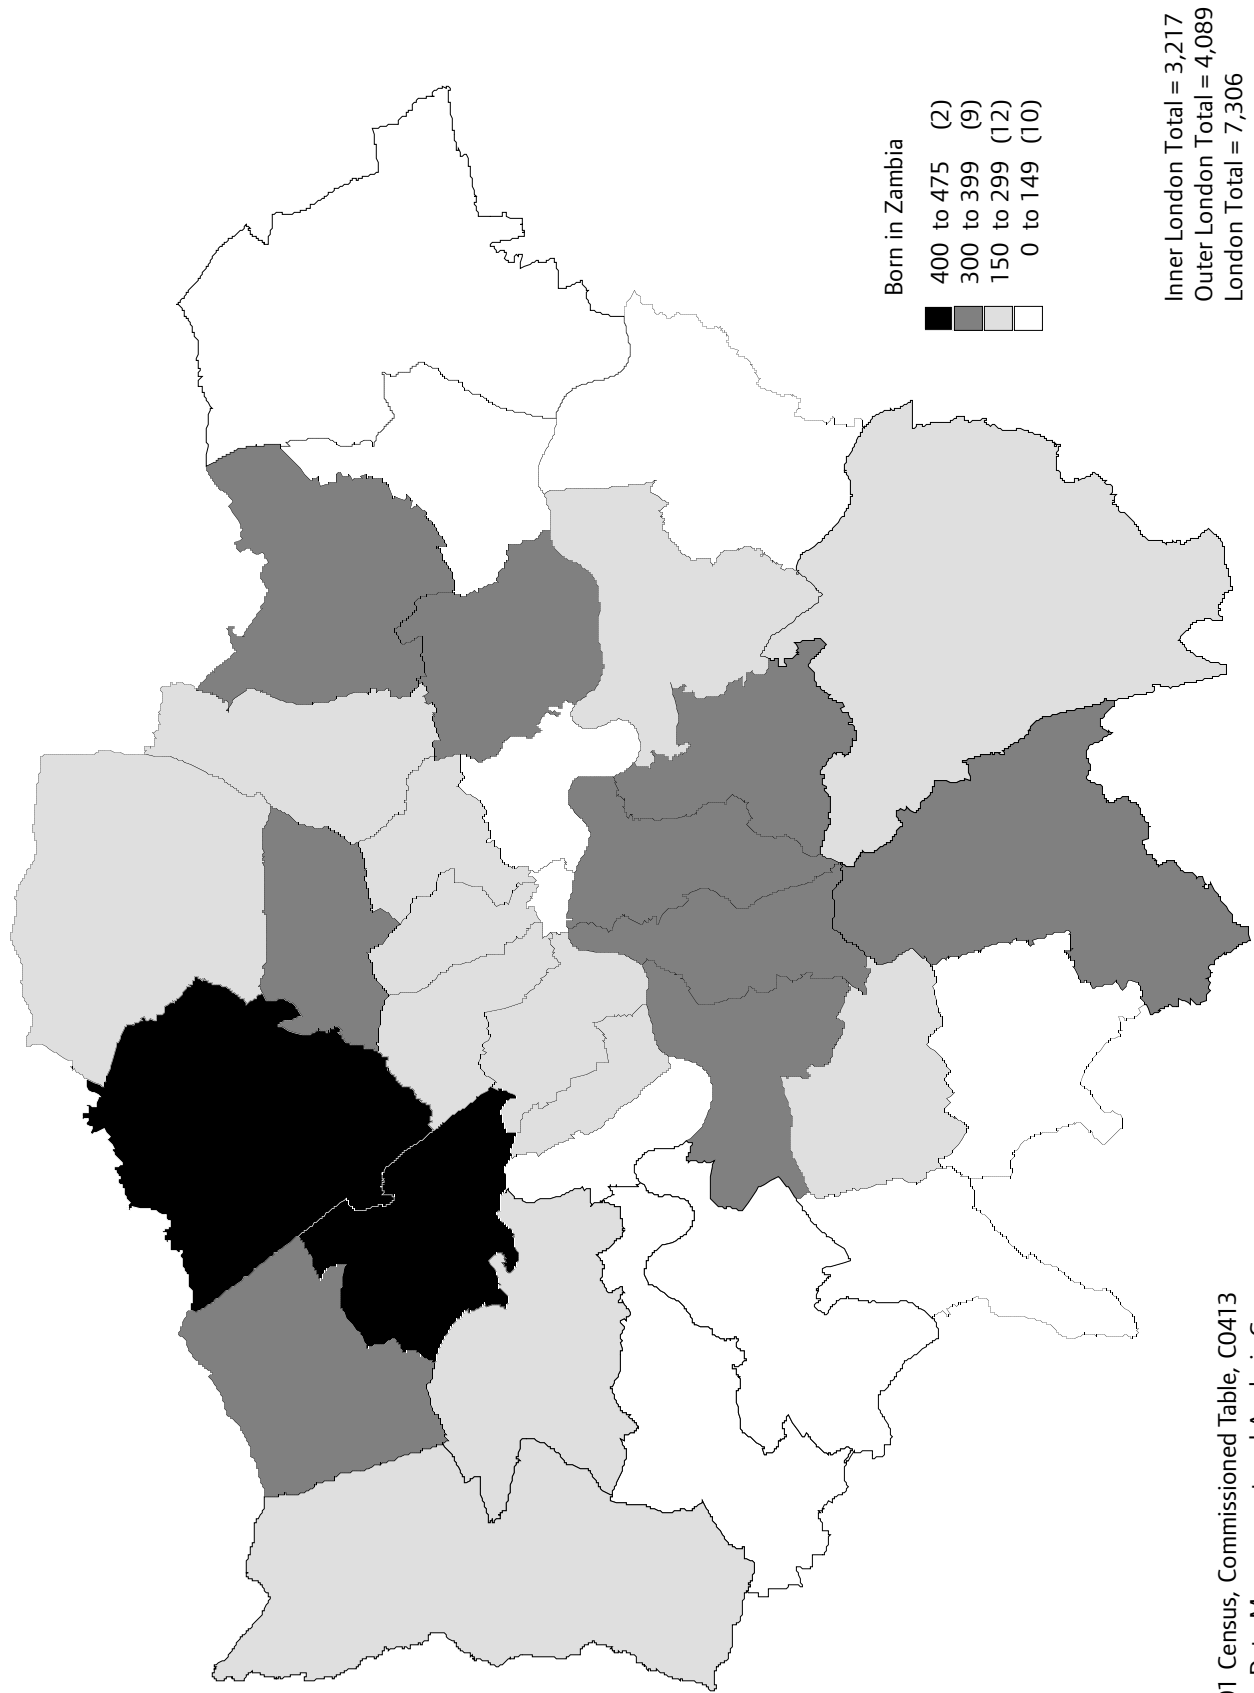 Born in Zambia
400 to 475 (2)
300 to 399 (9)
150 to 299 (12)
0 to 149 (10)
Inner London Total = 3,217
Outer London Total = 4,089
London Total = 7,306
Census, Commissioned Table, C0413